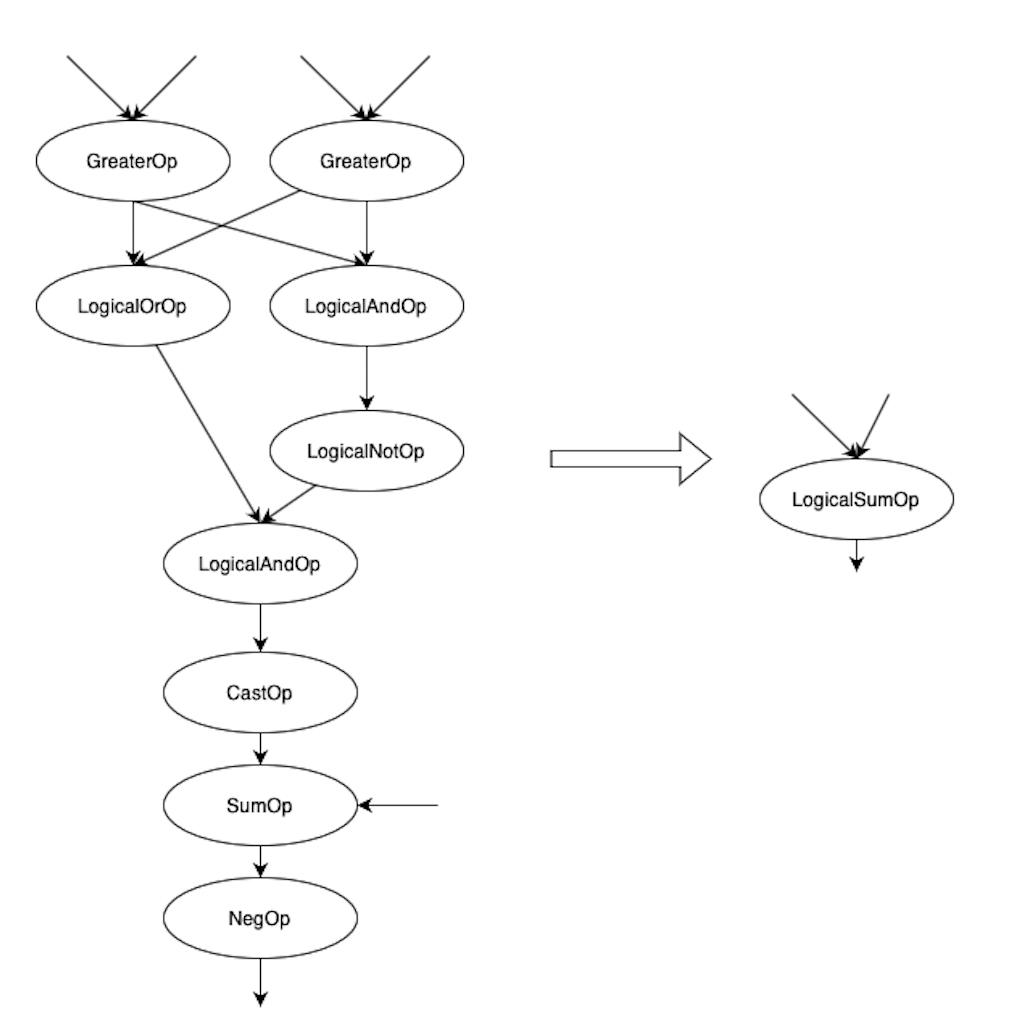 GreaterOp
GreaterOp
LogicalOrOp
LogicalAndOp
LogicalNotOp
LogicalSumOp
LogicalAndOp
CastOp
SumOp
NegOp